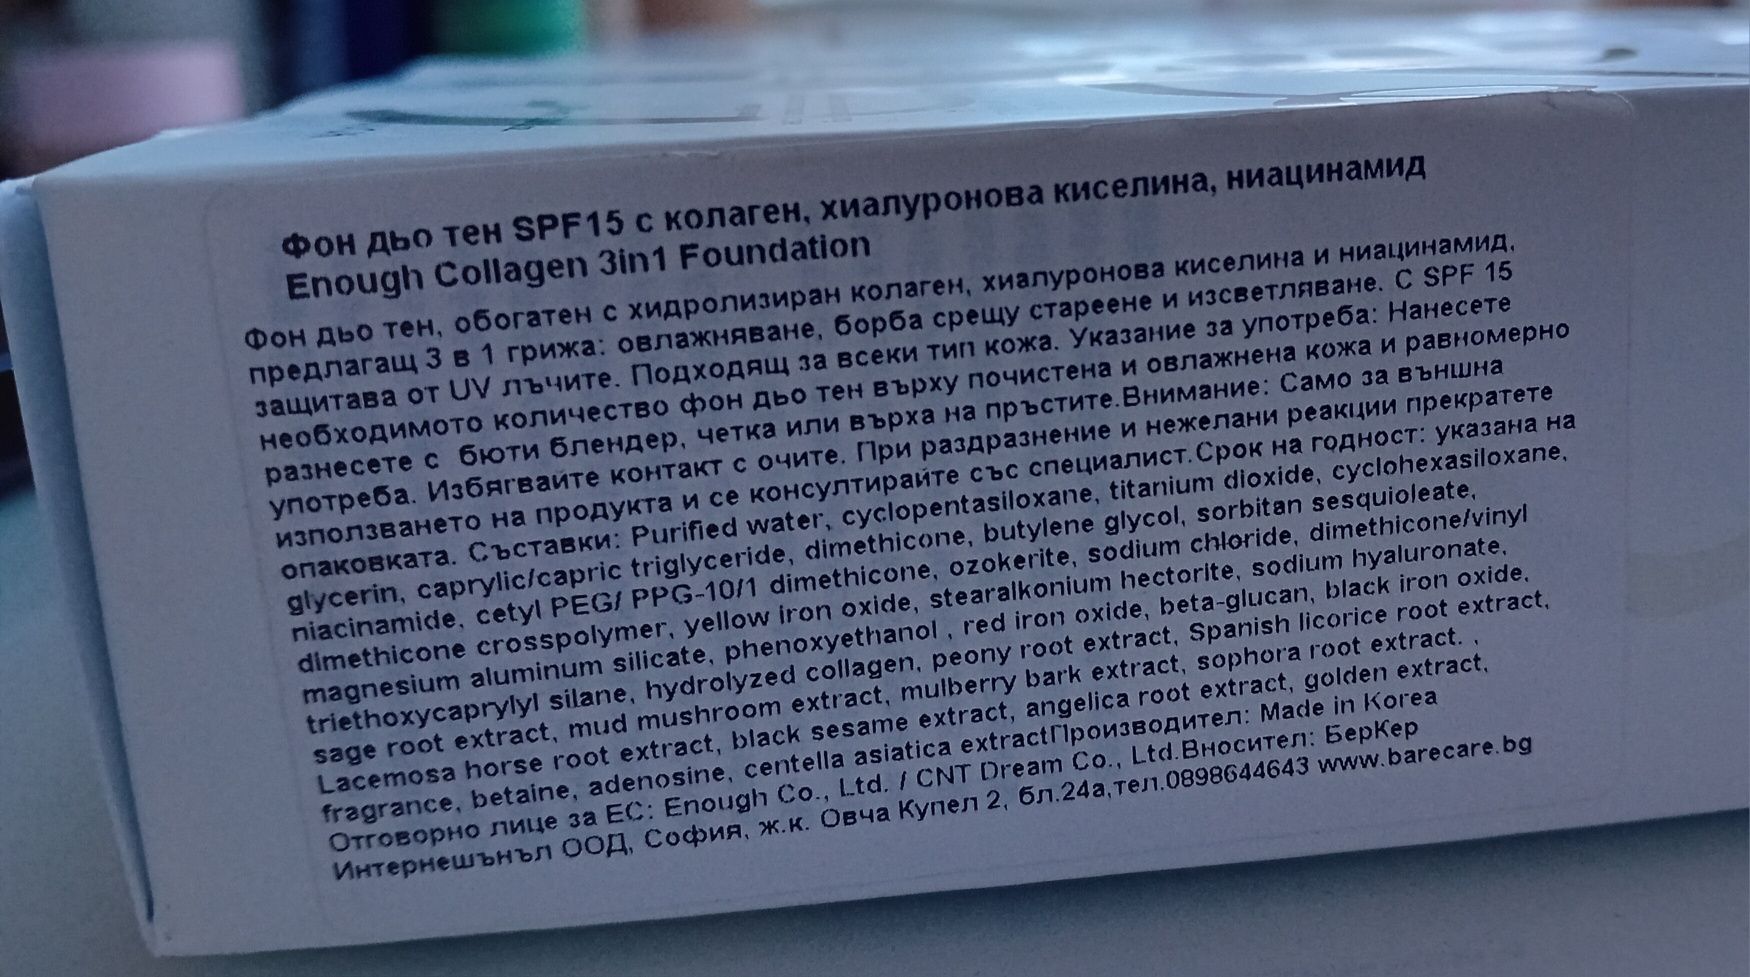 Фон дьо тен SPF15 с колаген, хиалуронова киселина, ниацинамид
Enough Collagen 3in1 Foundation
Фон дьо тен, обогатен с хидролизиран колаген, хиалуронова киселина и ниацинамид,
предлагащ 3 в 1 грижа: овлажняване, борба срещу стареене и изсветляване. С SPF 15
защитава от UV лъчите. Подходящ за всеки тип кожа. Указание за употреба: Нанесете
необходимото количество фон дьо тен върху почистена и овлажнена кожа и равномерно
разнесете с  бюти блендер, четка или върха на пръстите.Внимание: Само за външна
употреба. Избягвайте контакт с очите. При раздразнение и нежелани реакции прекратете
използването на продукта и се консултирайте със специалист.Срок на годност: указана на
опаковката. Съставки: Purified water, cyclopentasiloxane, titanium dioxide, cyclohexasiloxane,
glycerin, caprylic/capric triglyceride, dimethicone, butylene glycol, sorbitan sesquioleate,
niacinamide, cetyl PEG/ PPG-10/1 dimethicone, ozokerite, sodium chloride, dimethicone/vinyl
dimethicone crosspolymer, yellow iron oxide, stearalkonium hectorite, sodium hyaluronate,
magnesium aluminum silicate, phenoxyethanol , red iron oxide, beta-glucan, black iron oxide,
triethoxycaprylyl silane, hydrolyzed collagen, peony root extract, Spanish licorice root extract,
sage root extract, mud mushroom extract, mulberry bark extract, sophora root extract. ,
Lacemosa horse root extract, black sesame extract, angelica root extract, golden extract,
fragrance, betaine, adenosine, centella asiatica extractПроизводител: Made in Korea
Отговорно лице за ЕС: Enough Co., Ltd. / CNT Dream Co., Ltd.Вносител: БерКер
Интернешънъл ООД, София, ж.к. Овча Купел 2, бл.24а,тел.0898644643 www.barecare.bg